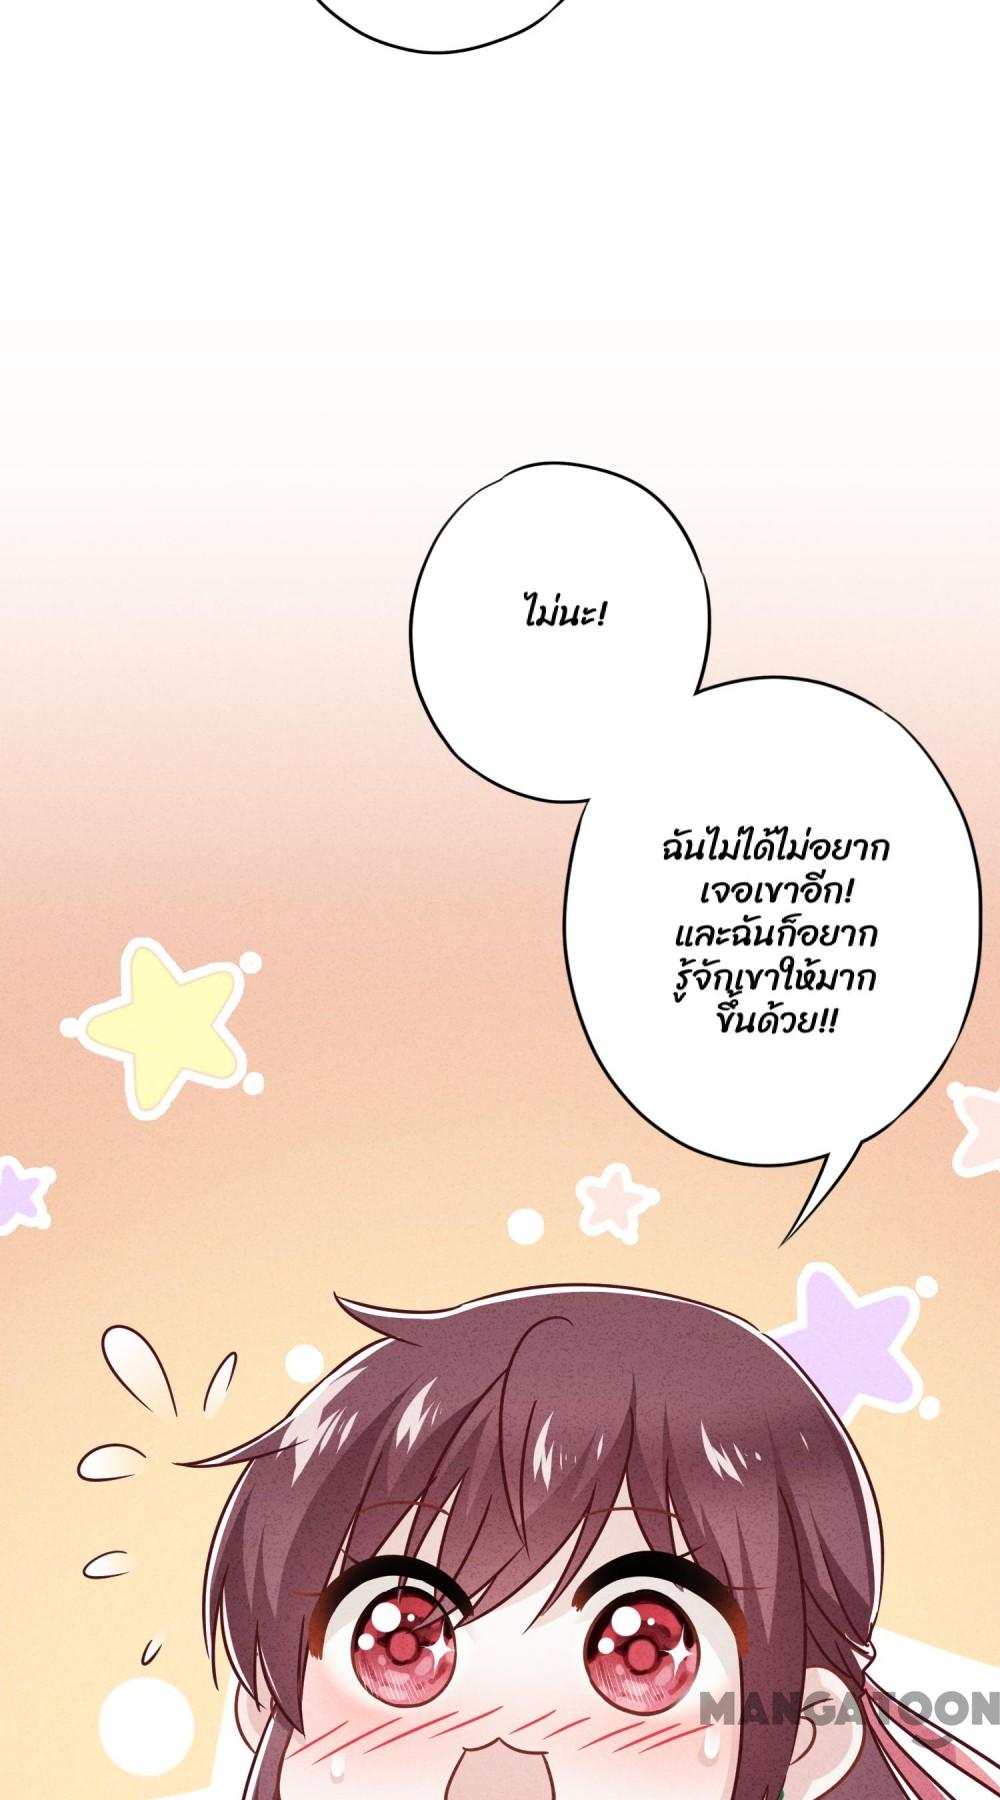 ไม่นะ!
ฉันไม่ได้ไม่อยาก
เจอเขาอีก!
และฉันก็อยาก
รู้จักเขาให้มาก
ขึ้นด้วย!!
MANGATOON